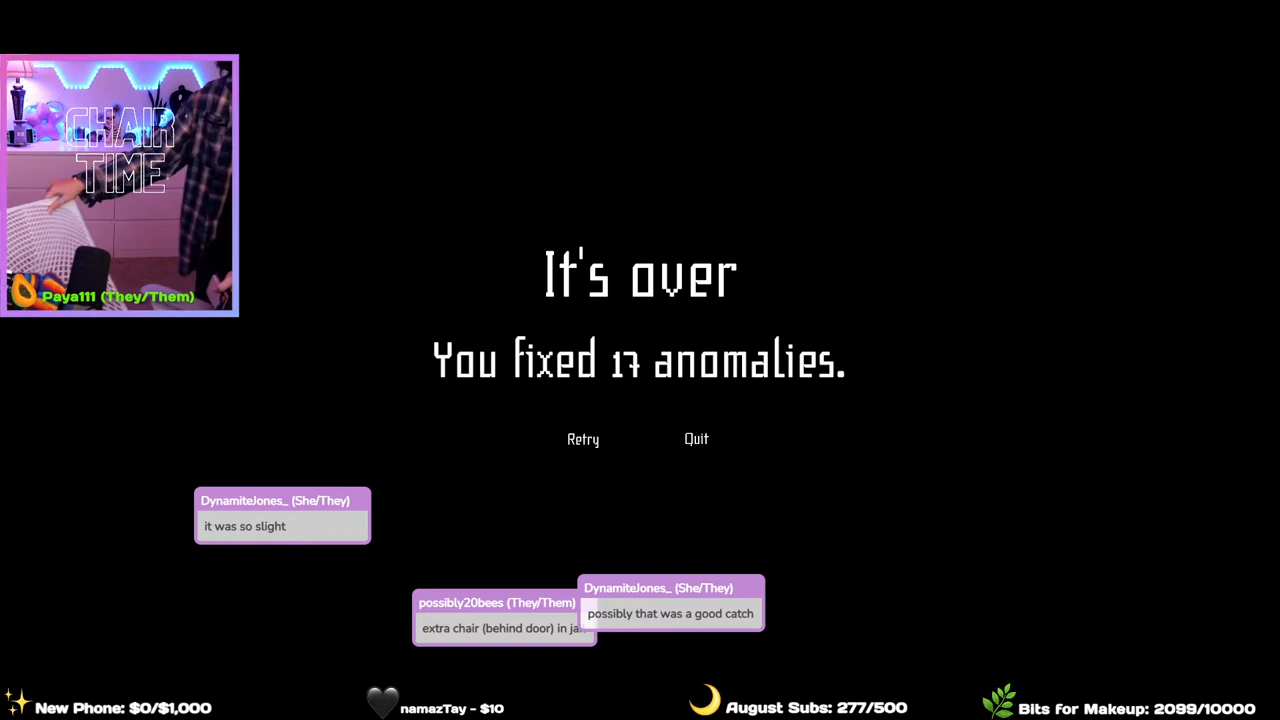 CHAIR
TIME
Paya111 (They/Them)
It's over
You fixed 17 anomalies.
Retry
Quit
DynamiteJones_ (She/They)
it was so slight
DynamiteJones_ (She/They)
possibly that was a good catch
possibly20bees (They/Them)
extra chair (behind door) in
New Phone: $0/$1,000
namazTay - $10
August Subs: 277/500
Bits for Makeup: 2099/10000